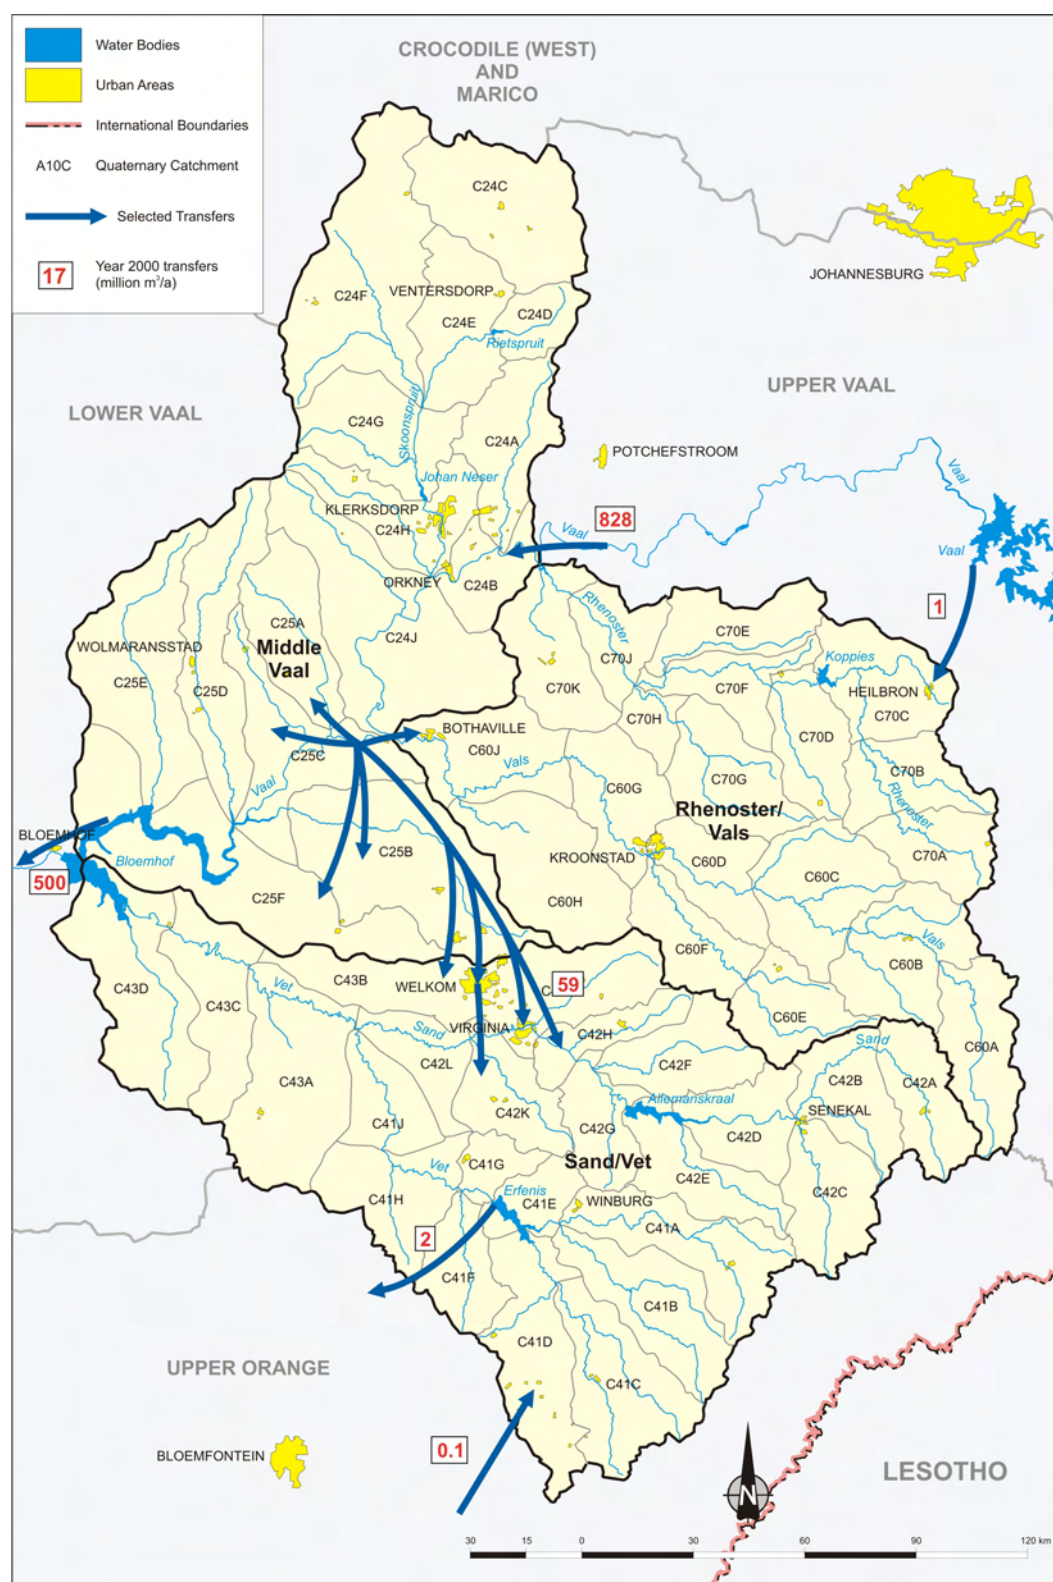 Water Bodies
Urban Areas
International Boundaries
A10C Quaternary Catchment
Selected Transfers
17 Year 2000 transfers
(million m³/a)
CROCODILE (WEST)
AND
MARICO
C24C
JOHANNESBURG
C24F
VENTERSDORP
C24D
C24E
Rietspruit
LOWER VAAL
UPPER VAAL
Skoonspruit
C24G
C24A
POTCHEFSTROOM
Vaal
Johan Neser
KLERKSDORP
C24H
828
Vaal
Vaal
ORKNEY
C24B
Rhenoster
1
C25A
C24J
C70E
WOLMARANSSTAD
Middle
Vaal
C70J
Koppies
C25E
C25D
C70K
C70F
HEILBRON
C70C
C70H
BOTHAVILLE
C60J
C70D
C25C
Vals
C70B
Vaal
C60G
C70G
Rhenoster
Rhenoster/
Vals
BLOEMHOF
Bloemhof
C25B
KROONSTAD
C60D
C70A
500
C60C
C25F
C60H
Vals
C60F
C60B
C43D
Vet
C43B
WELKOM
C
59
C43C
C60E
Sand
VIRGINIA
C42H
Sand
C60A
C42L
C42F
C42B
C43A
C42A
Allemanskraal
C42K
SENEKAL
C41J
C42G
C42D
Vet
C41G
Sand/Vet
C42E
C42C
C41H
Erfenis
C41E
WINBURG
C41A
2
C41F
C41B
C41D
UPPER ORANGE
C41C
0.1
BLOEMFONTEIN
LESOTHO
N
30 15 0 30 60 90 120 km